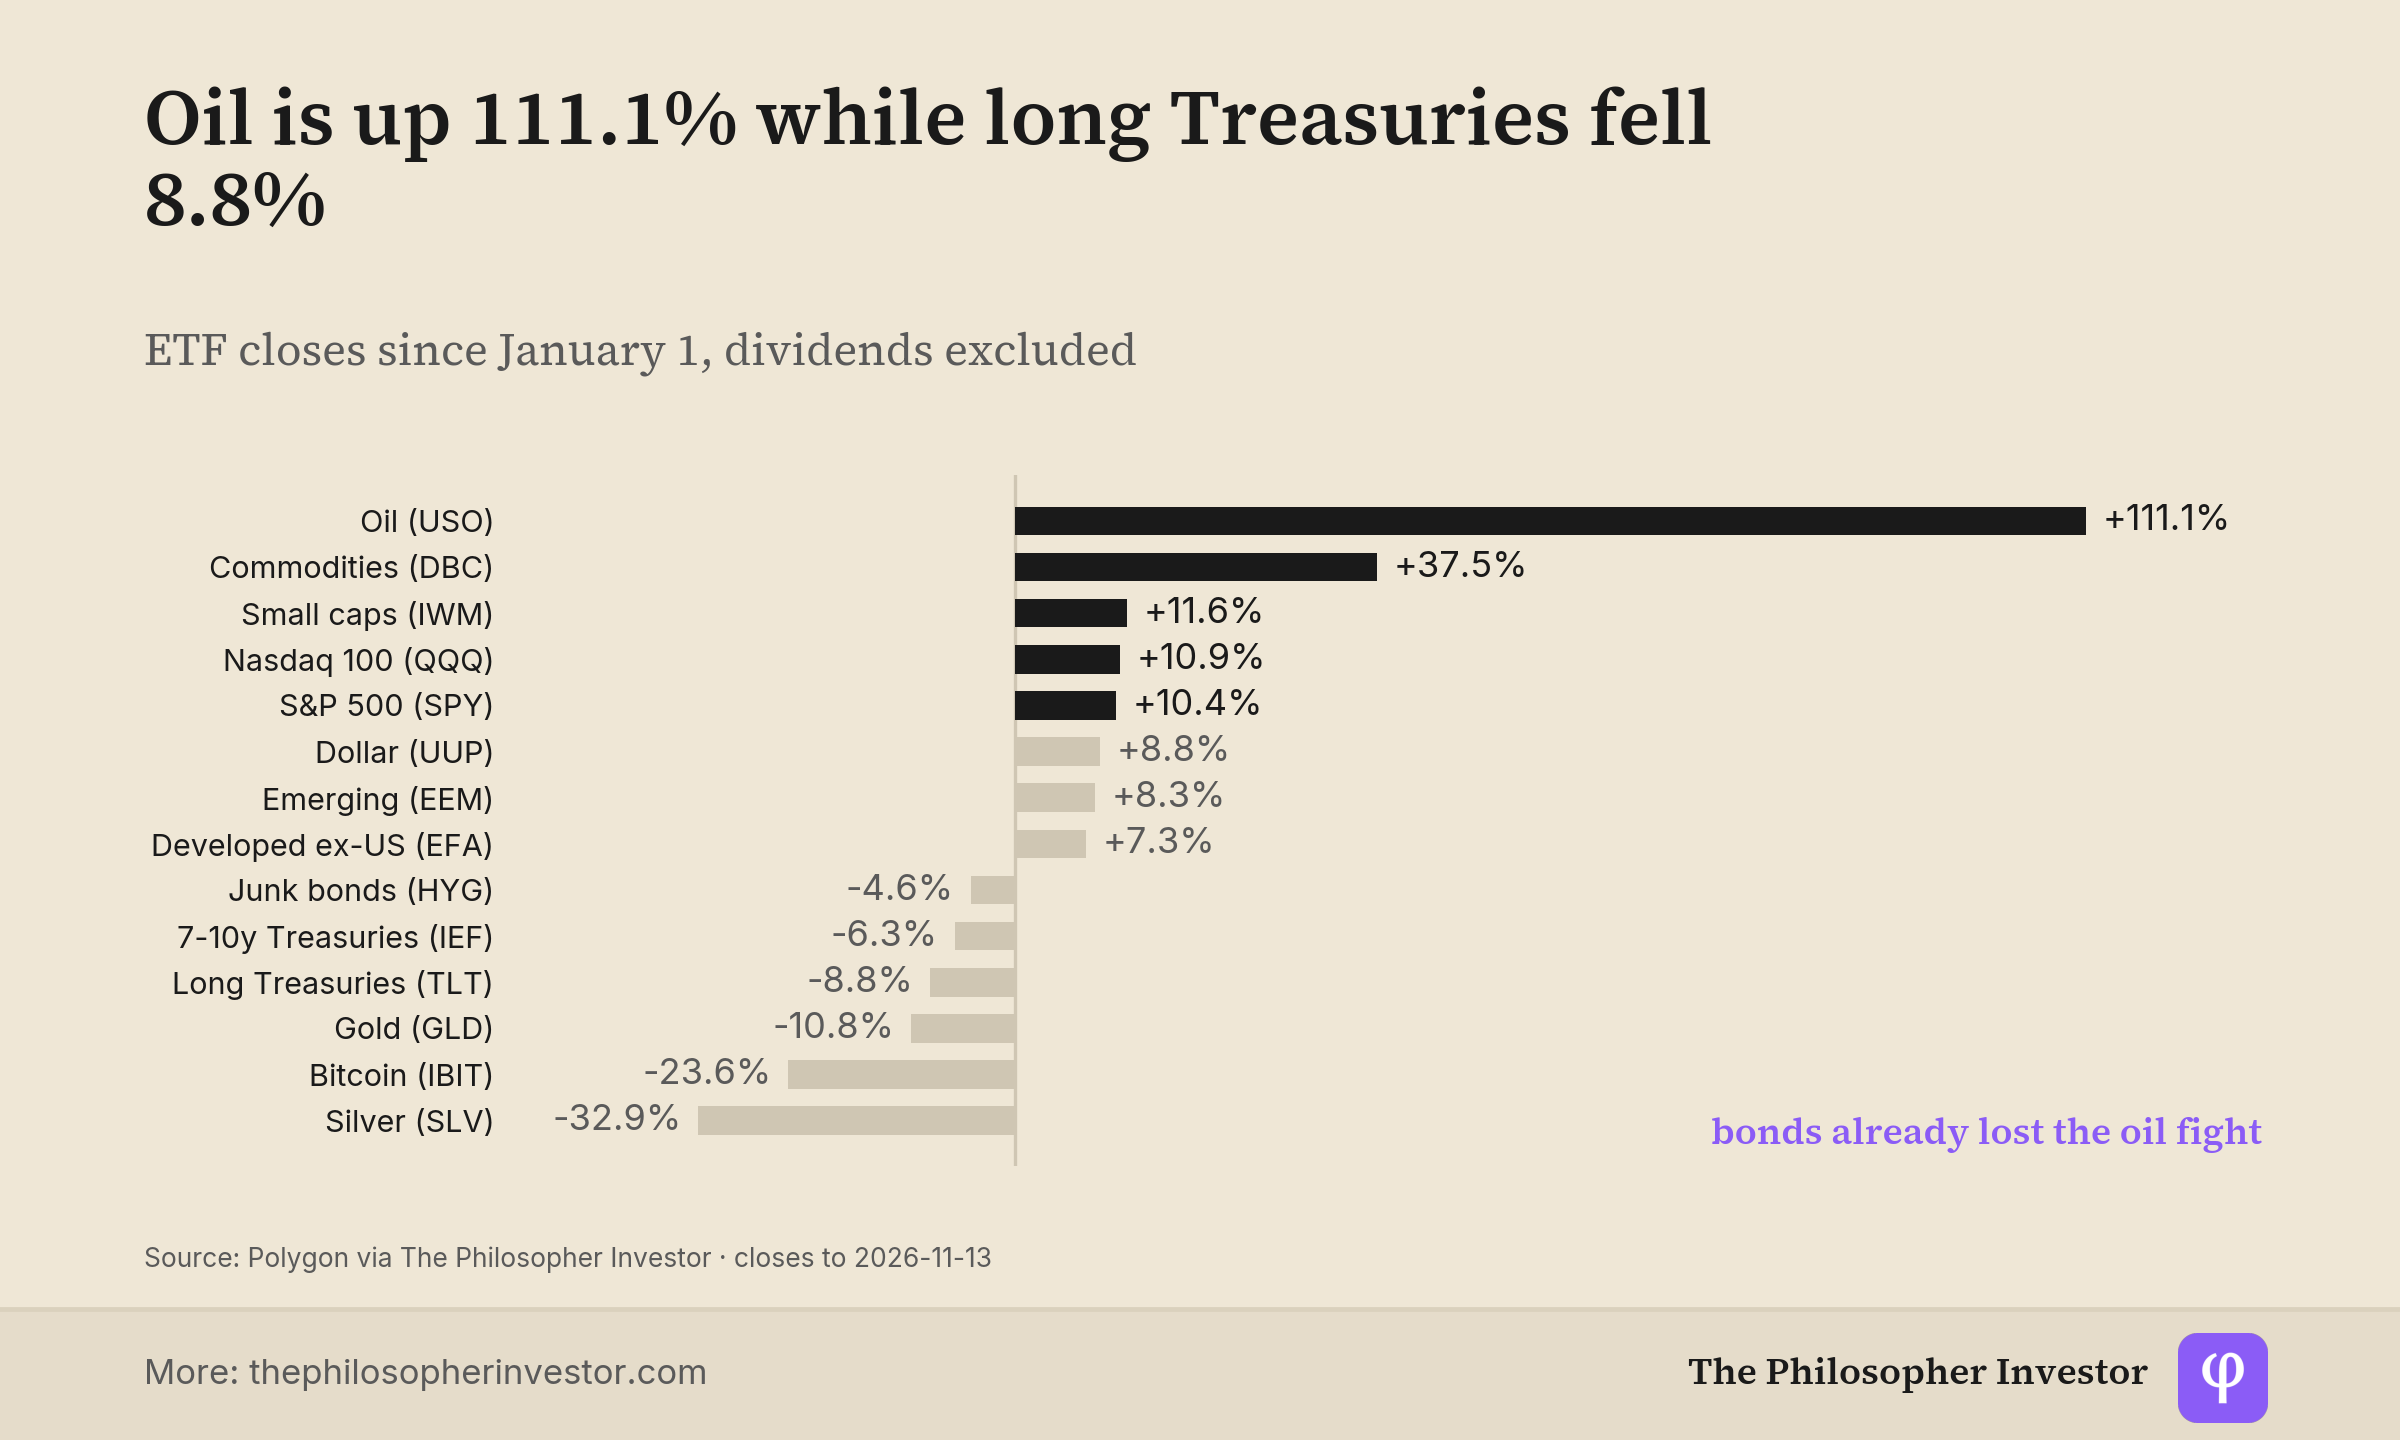 Oil is up 111.1% while long Treasuries fell
8.8%
ETF closes since January 1, dividends excluded
Oil (USO) +111.1%
Commodities (DBC) +37.5%
Small caps (IWM) +11.6%
Nasdaq 100 (QQQ) +10.9%
S&P 500 (SPY) +10.4%
Dollar (UUP) +8.8%
Emerging (EEM) +8.3%
Developed ex-US (EFA) +7.3%
Junk bonds (HYG) -4.6%
7-10y Treasuries (IEF) -6.3%
Long Treasuries (TLT) -8.8%
Gold (GLD) -10.8%
Bitcoin (IBIT) -23.6%
Silver (SLV) -32.9%
bonds already lost the oil fight
Source: Polygon via The Philosopher Investor · closes to 2026-11-13
More: thephilosopherinvestor.com
The Philosopher Investor φ